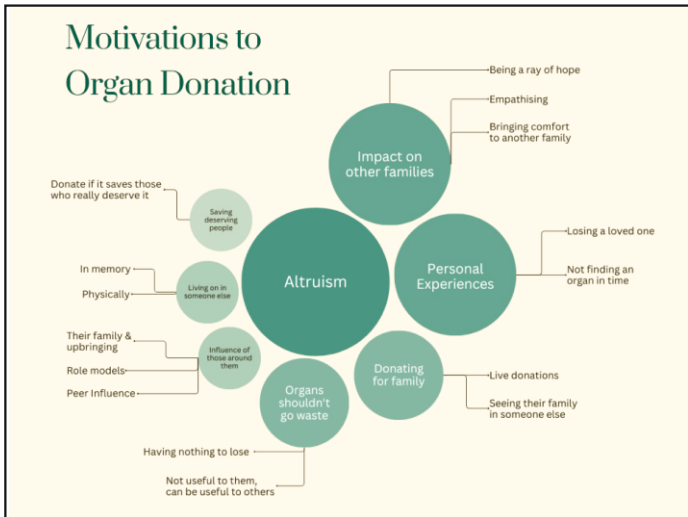 Motivations to
Organ Donation
Being a ray of hope
Empathising
Bringing comfort
to another family
Impact on
other families
Donate if it saves those
who really deserve it
Saving
deserving
people
Altruism
Personal
Experiences
Losing a loved one
Not finding an
organ in time
In memory
Physically
Living on in
someone else
Their family &
upbringing
Role models
Peer Influence
Influence of
those around
them
Donating
for family
Live donations
Seeing their family
in someone else
Organs
shouldn't
go waste
Having nothing to lose
Not useful to them,
can be useful to others